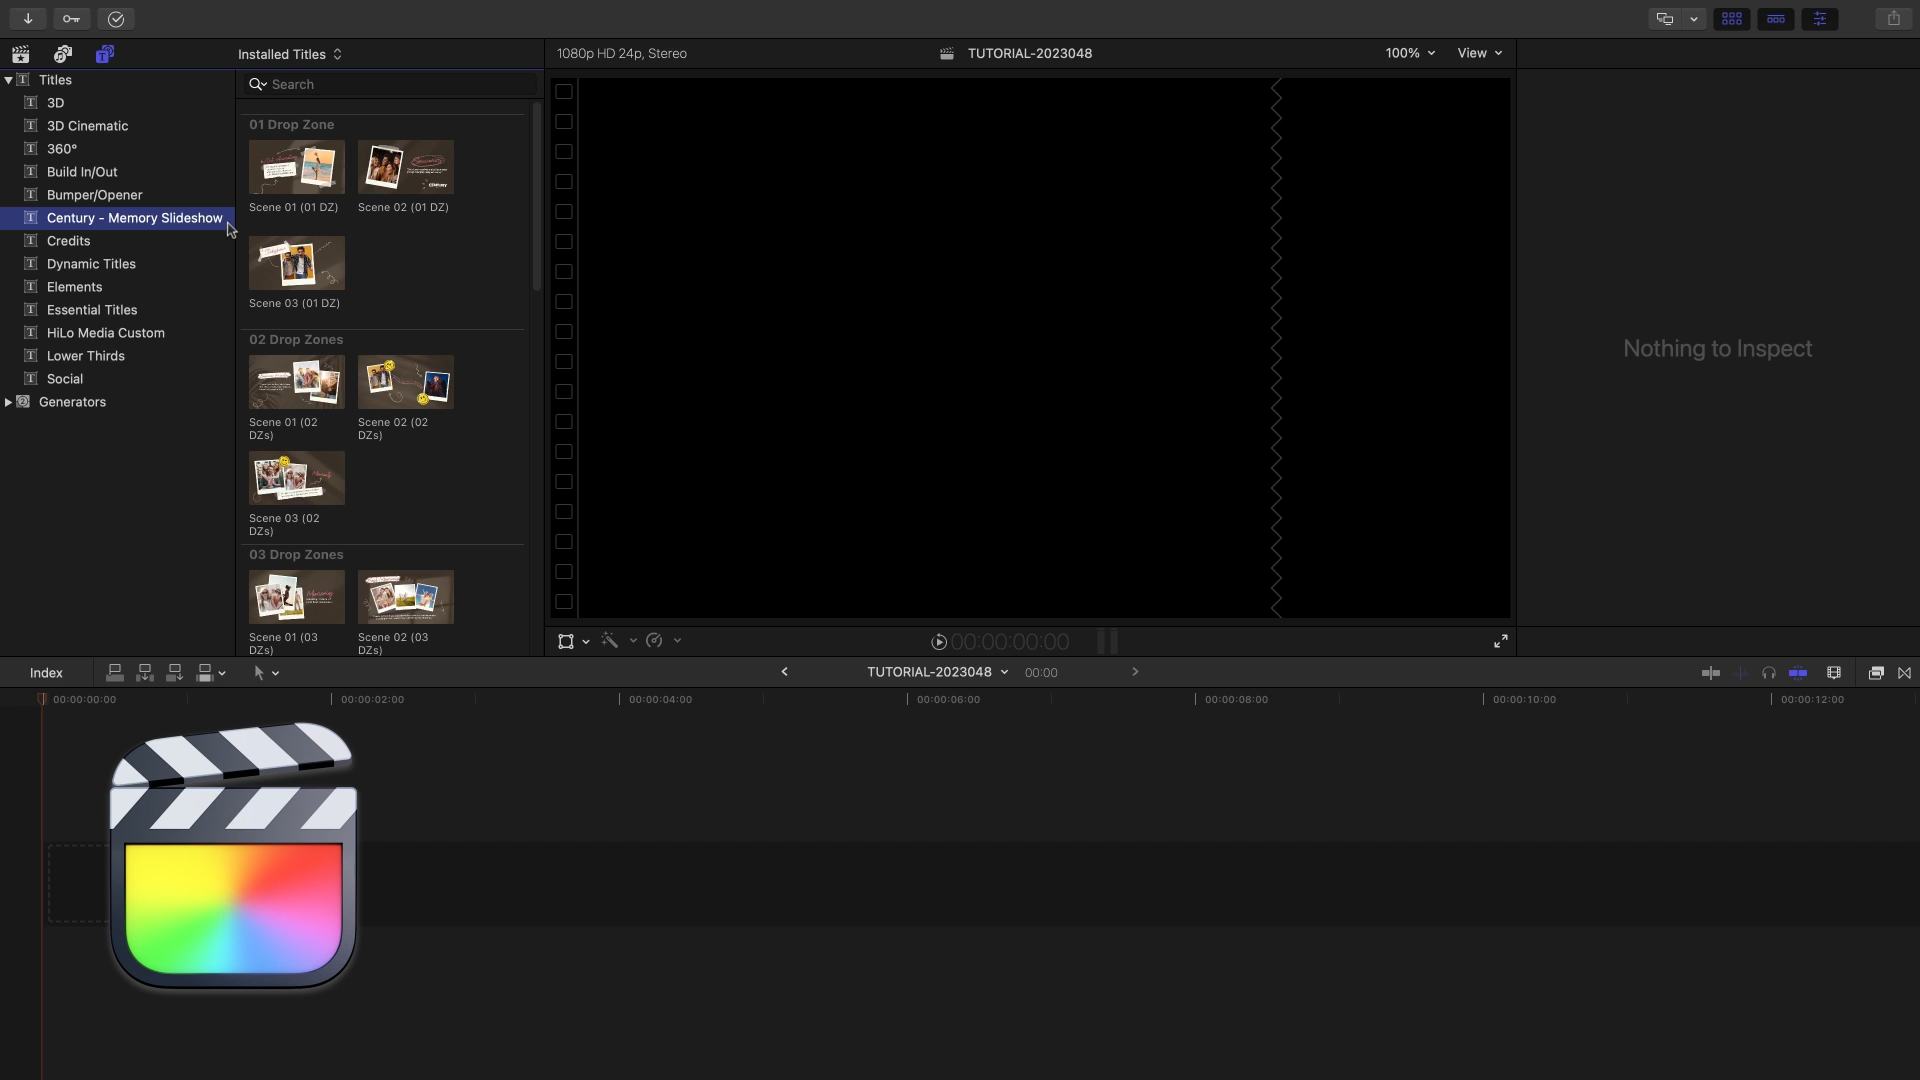 Installed Titles
1080p HD 24p, Stereo
TUTORIAL-2023048
100%
View
Titles
3D
3D Cinematic
360°
Build In/Out
Bumper/Opener
Century - Memory Slideshow
Credits
Dynamic Titles
Elements
Essential Titles
HiLo Media Custom
Lower Thirds
Social
Generators
Search
01 Drop Zone
Scene 01 (01 DZ)
Scene 02 (01 DZ)
Scene 03 (01 DZ)
02 Drop Zones
Scene 01 (02
DZs)
Scene 02 (02
DZs)
Scene 03 (02
DZs)
03 Drop Zones
Scene 01 (03
DZs)
Scene 02 (03
DZs)
Nothing to Inspect
00:00:00:00
Index
TUTORIAL-2023048
00:00
00:00:00:00
00:00:02:00
00:00:04:00
00:00:06:00
00:00:08:00
00:00:10:00
00:00:12:00